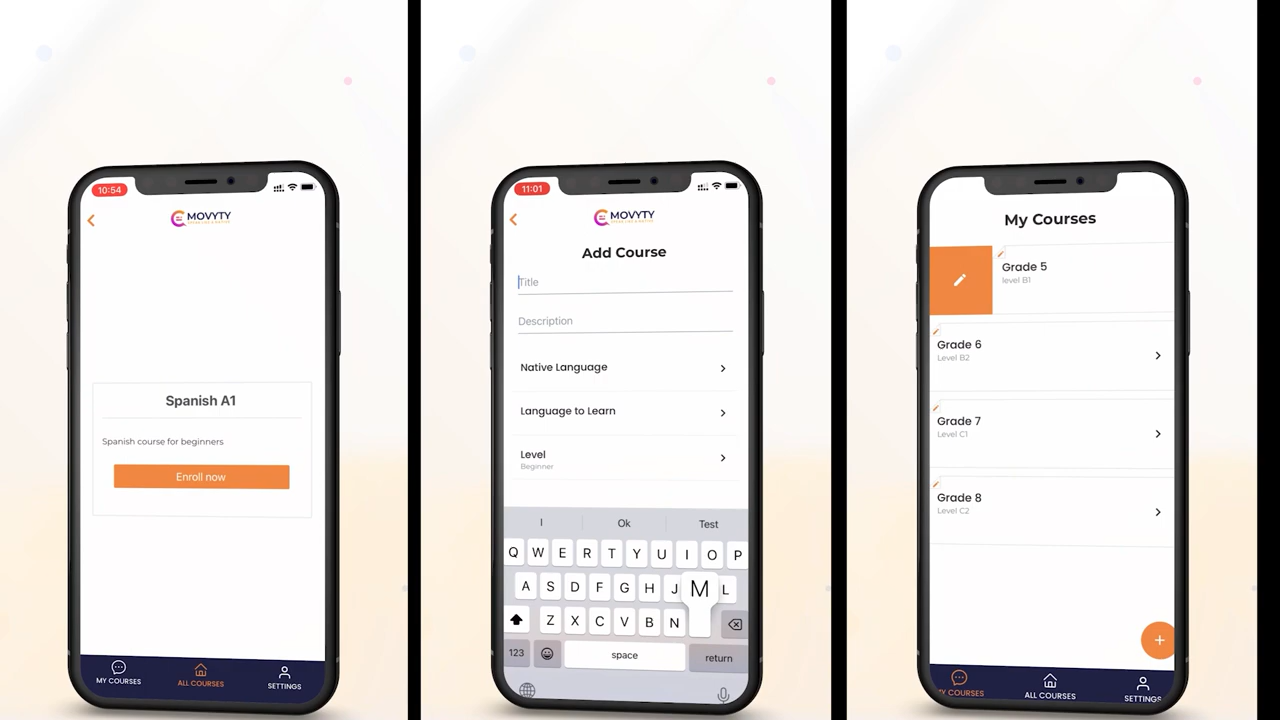 10:54
MOVYTY
Spanish A1
Spanish course for beginners
Enroll now
MY COURSES
ALL COURSES
SETTINGS
11:01
MOVYTY
Add Course
Title
Description
Native Language
Language to Learn
Level
Beginner
I Ok Test
Q W E R T Y U I O P
A S D F G H J M L
Z X C V B N
123 space return
My Courses
Grade 5
level B1
Grade 6
Level B2
Grade 7
Level C1
Grade 8
Level C2
+
MY COURSES
ALL COURSES
SETTINGS